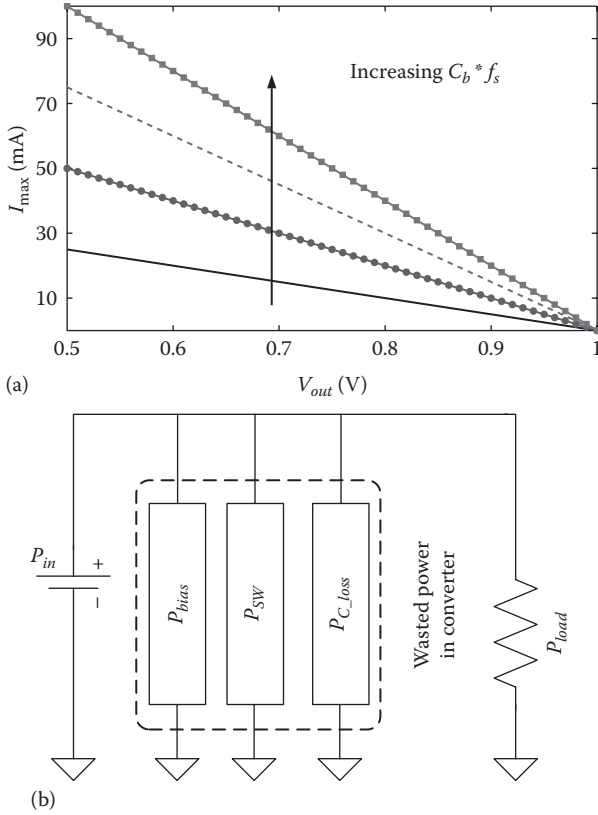 90
70
50
30
10
I_max (mA)
Increasing C_b * f_s
0.5 0.6 0.7 0.8 0.9 1
(a)
V_out (V)
P_in
+
−
P_bias
P_SW
P_C_loss
Wasted power
in converter
P_load
(b)